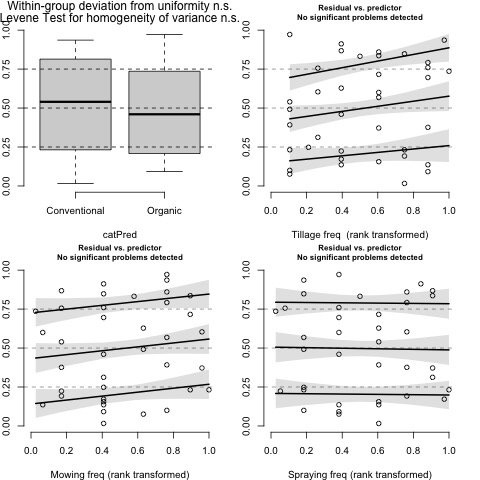 Within-group deviation from uniformity n.s.
Levene Test for homogeneity of variance n.s.
0.00 0.25 0.50 0.75 1.00
Conventional Organic
catPred
Residual vs. predictor
No significant problems detected
0.00 0.25 0.50 0.75 1.00
0.0 0.2 0.4 0.6 0.8 1.0
Tillage freq (rank transformed)
Residual vs. predictor
No significant problems detected
0.00 0.25 0.50 0.75 1.00
0.0 0.2 0.4 0.6 0.8 1.0
Mowing freq (rank transformed)
Residual vs. predictor
No significant problems detected
0.00 0.25 0.50 0.75 1.00
0.0 0.2 0.4 0.6 0.8 1.0
Spraying freq (rank transformed)